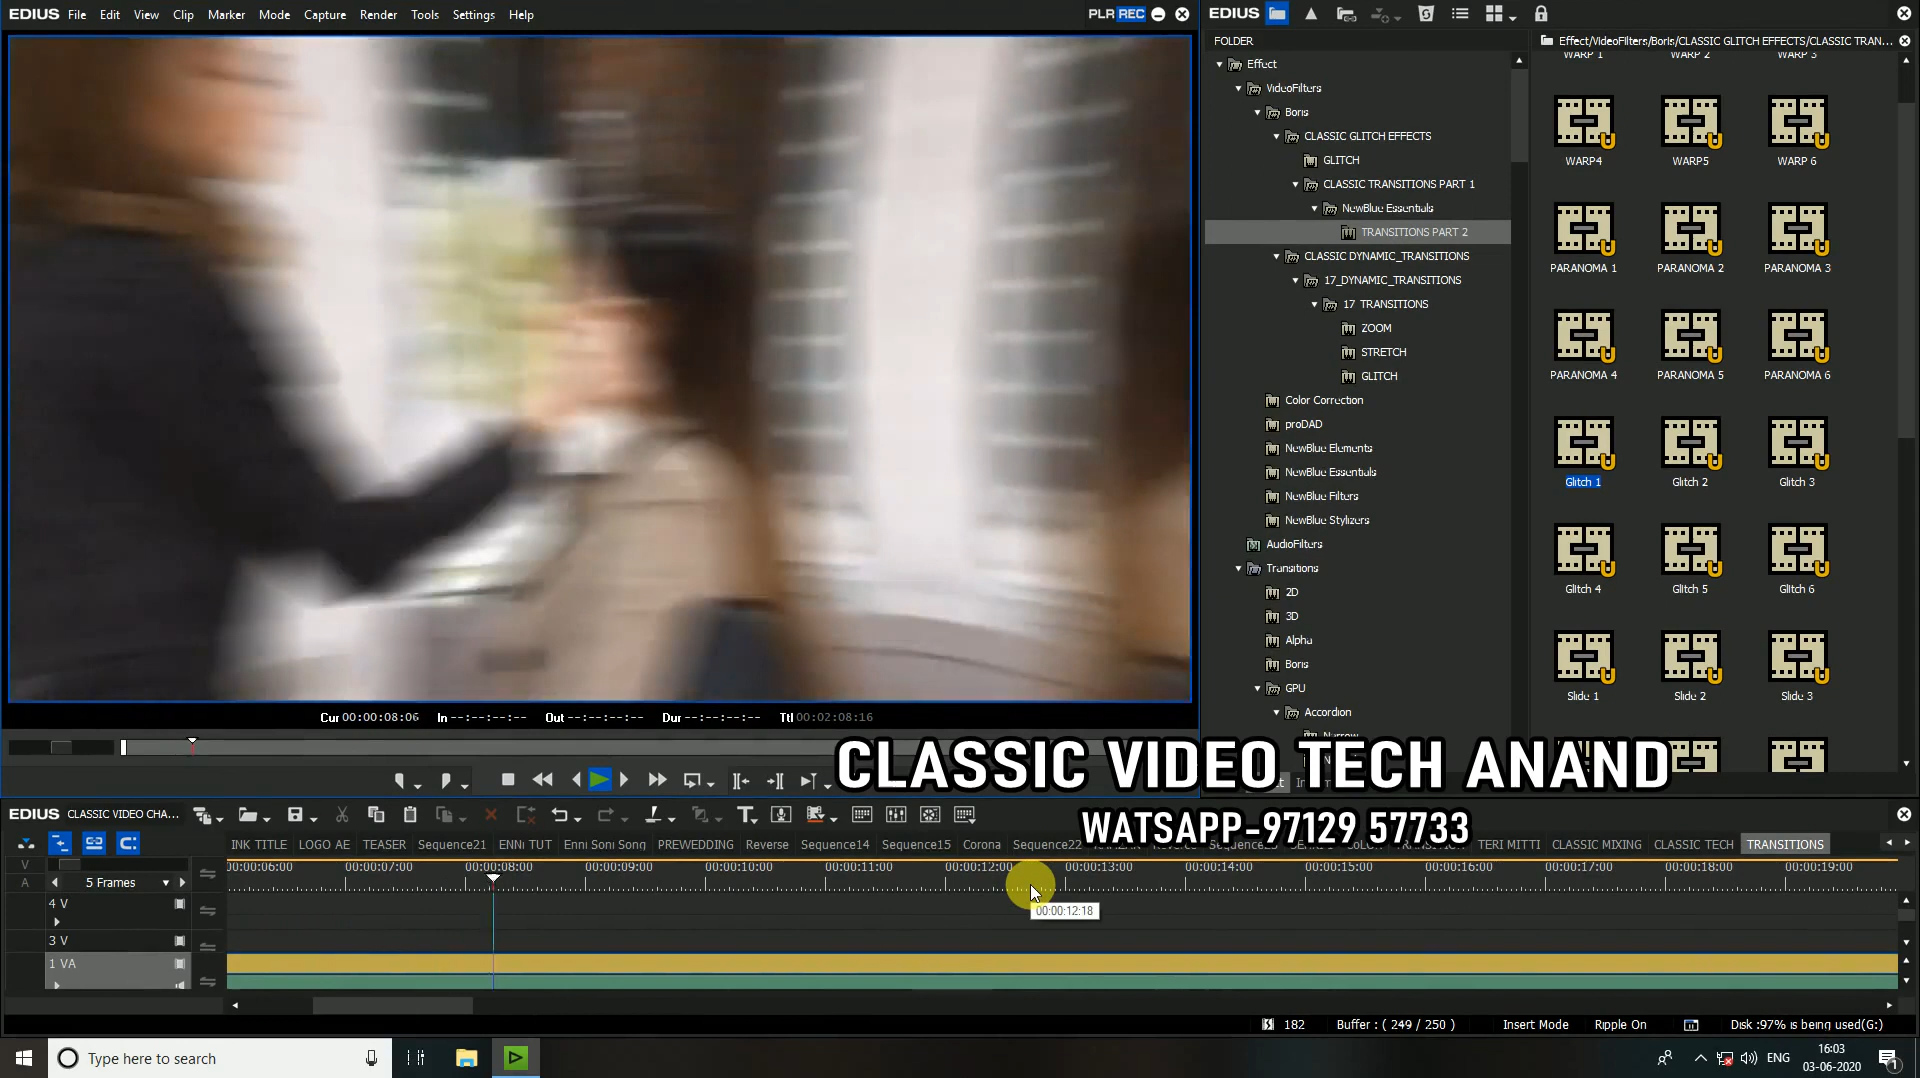 EDIUS File Edit View Clip Marker Mode Capture Render Tools Settings Help PLR REC
EDIUS
FOLDER
Effect/VideoFilters/Boris/CLASSIC GLITCH EFFECTS/CLASSIC TRAN...
Effect
VideoFilters
Boris
CLASSIC GLITCH EFFECTS
GLITCH
CLASSIC TRANSITIONS PART 1
NewBlue Essentials
TRANSITIONS PART 2
CLASSIC DYNAMIC_TRANSITIONS
17_DYNAMIC_TRANSITIONS
17 TRANSITIONS
ZOOM
STRETCH
GLITCH
Color Correction
proDAD
NewBlue Elements
NewBlue Essentials
NewBlue Filters
NewBlue Stylizers
AudioFilters
Transitions
2D
3D
Alpha
Boris
GPU
Accordion
WARP 1 WARP 2 WARP 3
WARP4 WARP5 WARP 6
PARANOMA 1 PARANOMA 2 PARANOMA 3
PARANOMA 4 PARANOMA 5 PARANOMA 6
Glitch 1 Glitch 2 Glitch 3
Glitch 4 Glitch 5 Glitch 6
Slide 1 Slide 2 Slide 3
Cur 00:00:08:06 In --:--:--:-- Out --:--:--:-- Dur --:--:--:-- Ttl 00:02:08:16
CLASSIC VIDEO TECH ANAND
WATSAPP-97129 57733
EDIUS CLASSIC VIDEO CHA...
INK TITLE LOGO AE TEASER Sequence21 ENNI TUT Enni Soni Song PREWEDDING Reverse Sequence14 Sequence15 Corona Sequence22 TERI MITTI CLASSIC MIXING CLASSIC TECH TRANSITIONS
V
A
5 Frames
00:00:06:00 00:00:07:00 00:00:08:00 00:00:09:00 00:00:10:00 00:00:11:00 00:00:12:00 00:00:13:00 00:00:14:00 00:00:15:00 00:00:16:00 00:00:17:00 00:00:18:00 00:00:19:00
00:00:12:18
4 V
3 V
1 VA
182 Buffer : ( 249 / 250 ) Insert Mode Ripple On Disk :97% is being used(G:)
Type here to search
ENG
16:03
03-06-2020
1